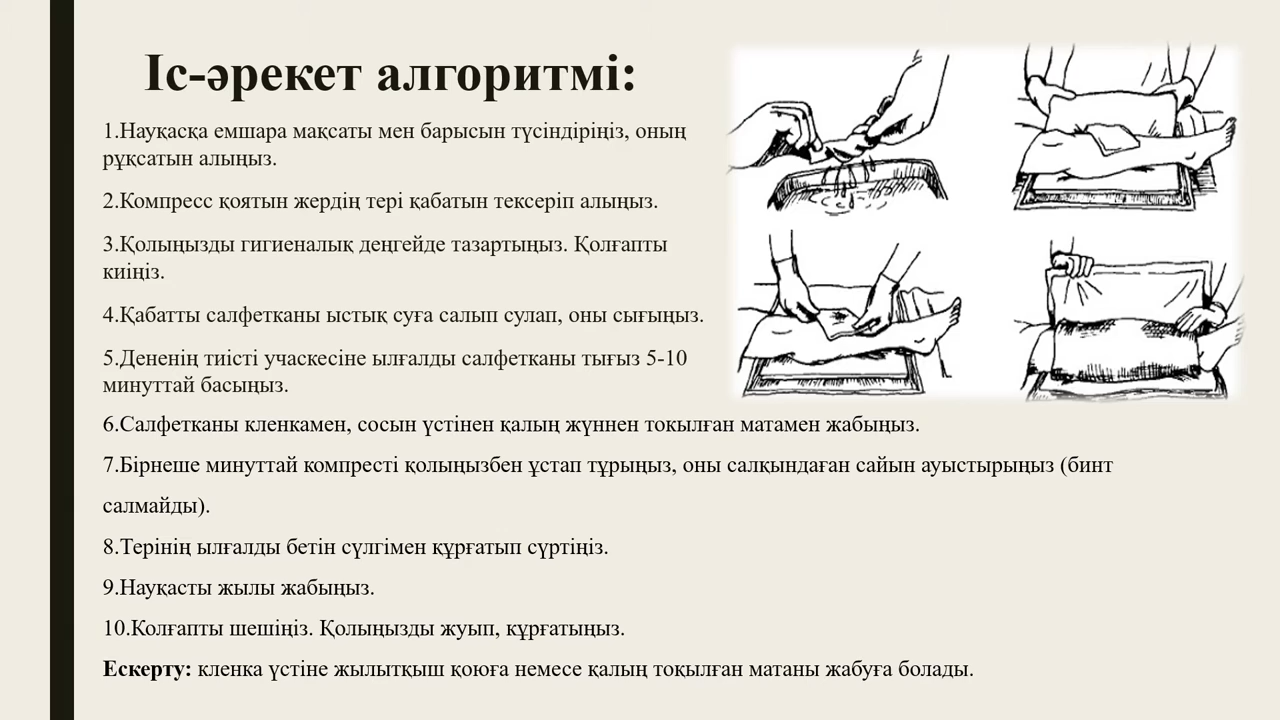 Іс-әрекет алгоритмі:
1.Науқасқа емшара мақсаты мен барысын түсіндіріңіз, оның
рұқсатын алыңыз.
2.Компресс қоятын жердің тері қабатын тексеріп алыңыз.
3.Қолыңызды гигиеналық деңгейде тазартыңыз. Қолғапты
киіңіз.
4.Қабатты салфетканы ыстық суға салып сулап, оны сығыңыз.
5.Дененің тиісті учаскесіне ылғалды салфетканы тығыз 5-10
минуттай басыңыз.
6.Салфетканы кленкамен, сосын үстінен қалың жүннен токылған матамен жабыңыз.
7.Бірнеше минуттай компресті қолыңызбен ұстап тұрыңыз, оны салқындаған сайын ауыстырыңыз (бинт
салмайды).
8.Терінің ылғалды бетін сүлгімен құрғатып сүртіңіз.
9.Науқасты жылы жабыңыз.
10.Колғапты шешіңіз. Қолыңызды жуып, кұрғатыңыз.
Ескерту: кленка үстіне жылытқыш қоюға немесе қалың тоқылған матаны жабуға болады.